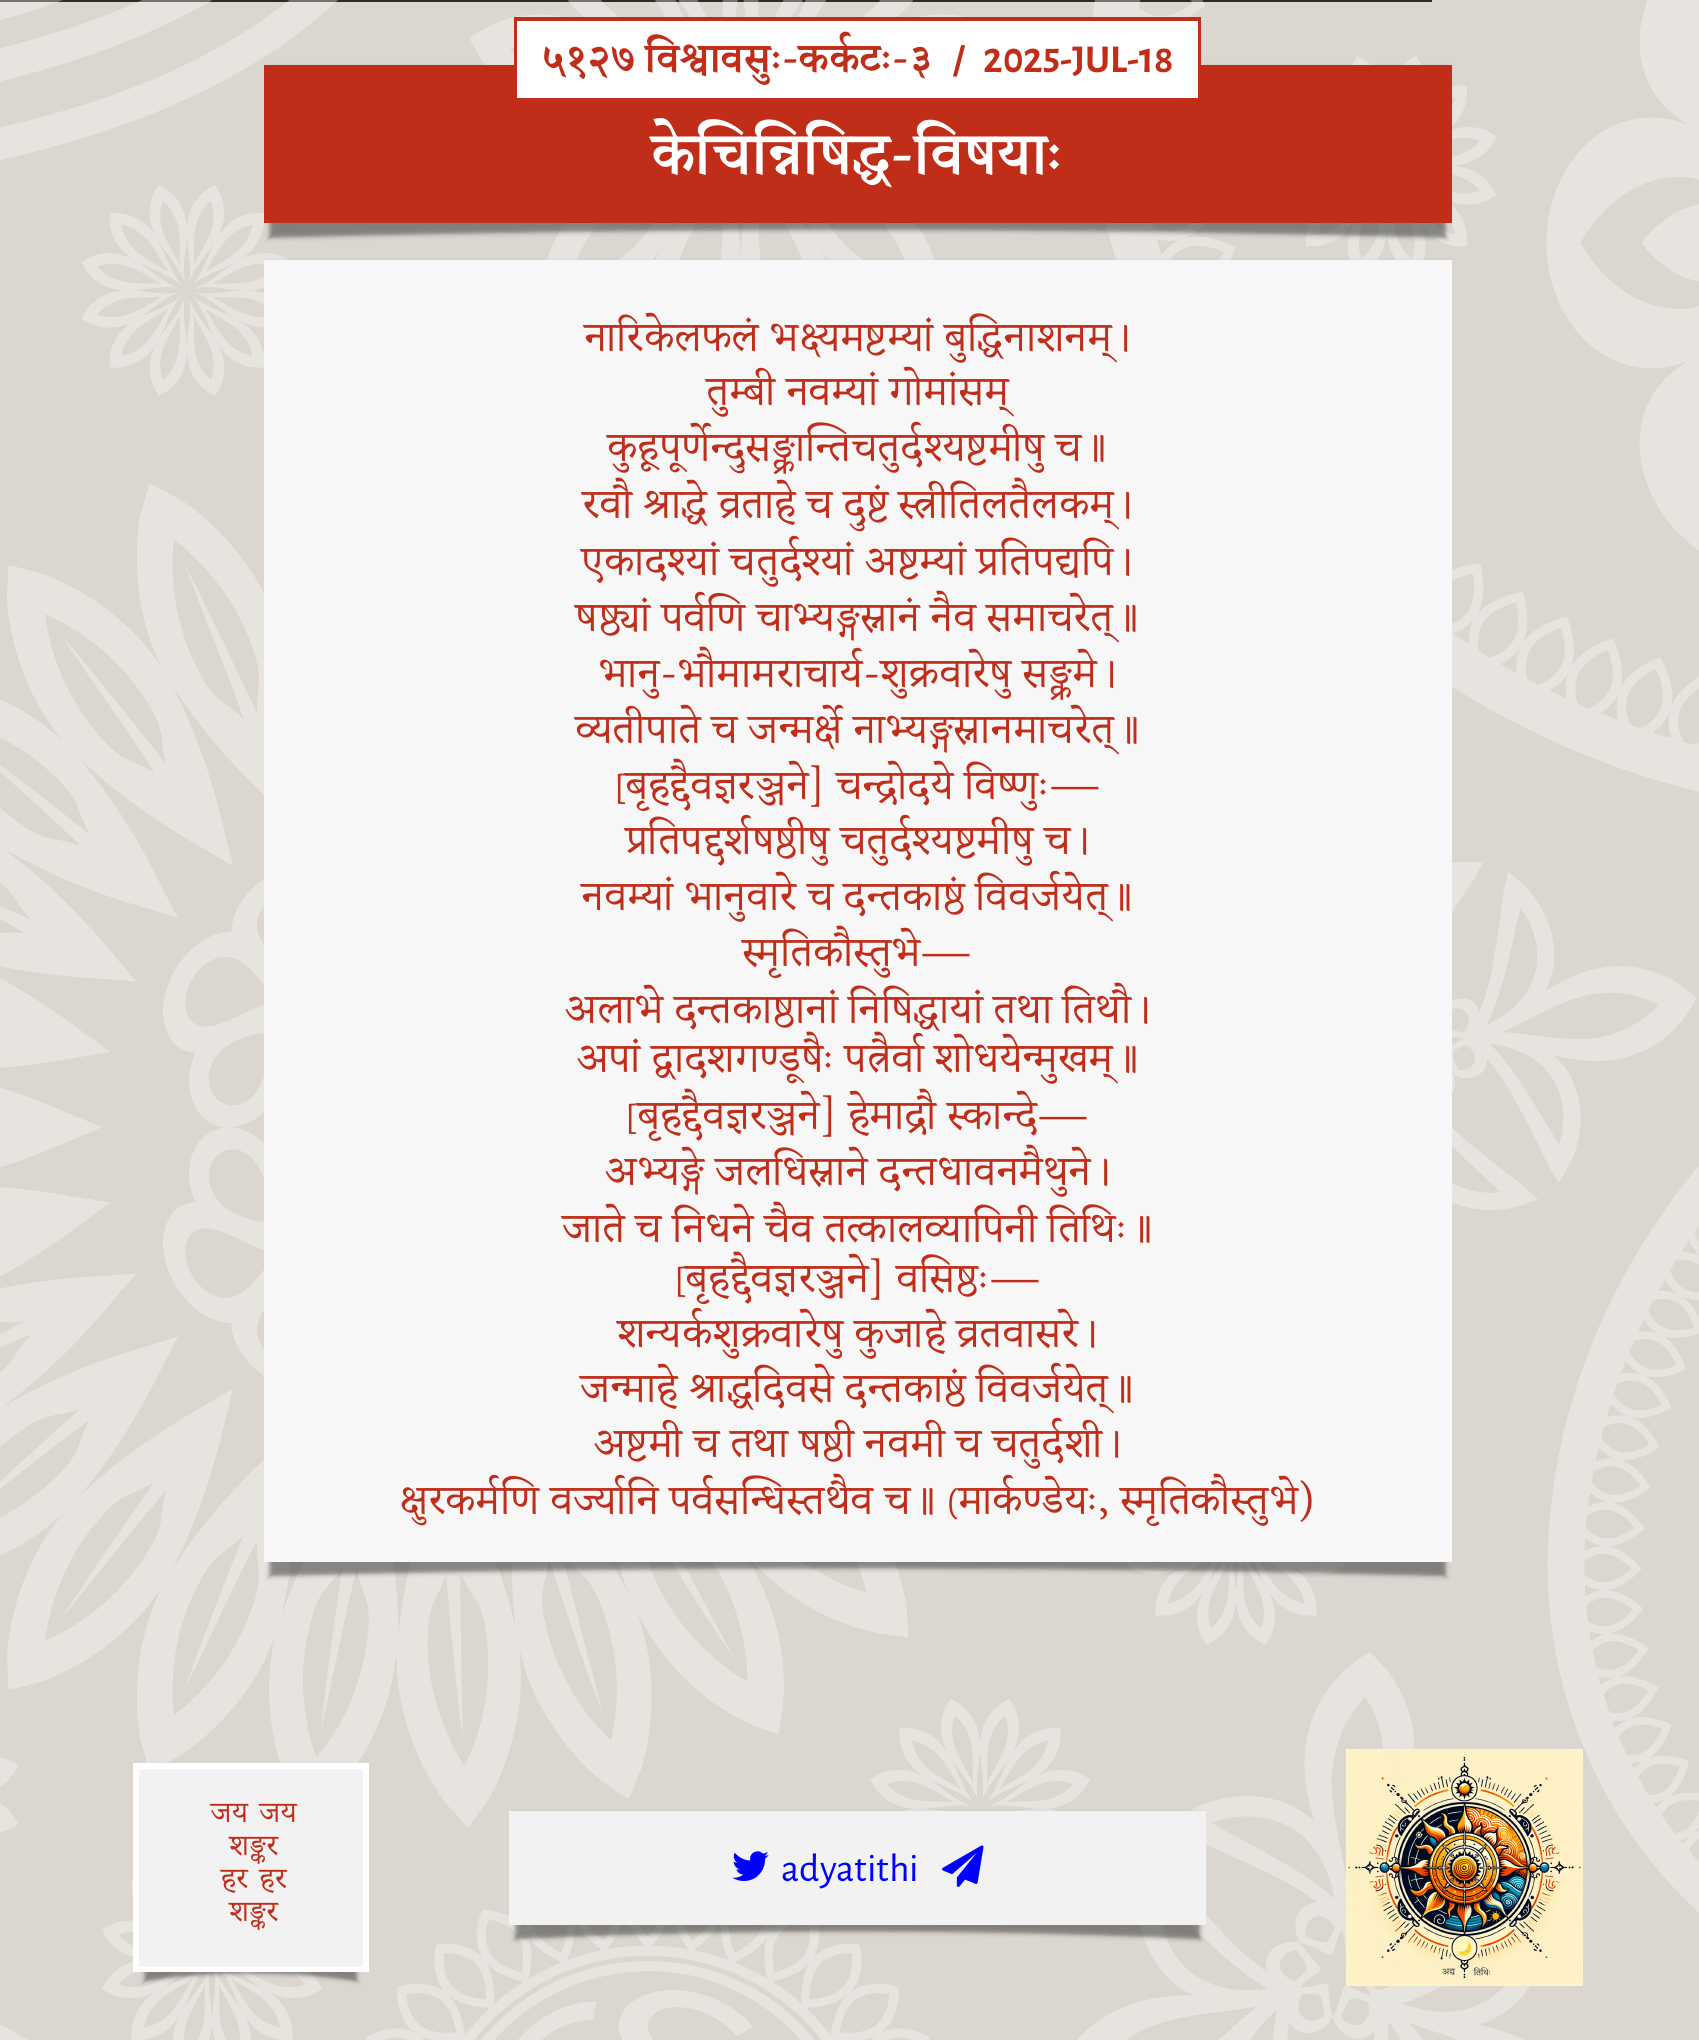 ५१२७ विश्वावसुः-कर्कटः-३ / 2025-JUL-18
केचिन्निषिद्ध-विषयाः
नारिकेलफलं भक्ष्यमष्टम्यां बुद्धिनाशनम्।
तुम्बी नवम्यां गोमांसम्
कुहूपूर्णेन्दुसङ्क्रान्तिचतुर्दश्यष्टमीषु च॥
रवौ श्राद्धे व्रताहे च दुष्टं स्त्रीतिलतैलकम्।
एकादश्यां चतुर्दश्यां अष्टम्यां प्रतिपद्यपि।
षष्ठ्यां पर्वणि चाभ्यङ्गस्नानं नैव समाचरेत्॥
भानु-भौमामराचार्य-शुक्रवारेषु सङ्क्रमे।
व्यतीपाते च जन्मर्क्षे नाभ्यङ्गस्नानमाचरेत्॥
[बृहद्दैवज्ञरञ्जने] चन्द्रोदये विष्णुः—
प्रतिपद्दर्शषष्ठीषु चतुर्दश्यष्टमीषु च।
नवम्यां भानुवारे च दन्तकाष्ठं विवर्जयेत्॥
स्मृतिकौस्तुभे—
अलाभे दन्तकाष्ठानां निषिद्धायां तथा तिथौ।
अपां द्वादशगण्डूषैः पत्रैर्वा शोधयेन्मुखम्॥
[बृहद्दैवज्ञरञ्जने] हेमाद्रौ स्कान्दे—
अभ्यङ्गे जलधिस्नाने दन्तधावनमैथुने।
जाते च निधने चैव तत्कालव्यापिनी तिथिः॥
[बृहद्दैवज्ञरञ्जने] वसिष्ठः—
शन्यर्कशुक्रवारेषु कुजाहे व्रतवासरे।
जन्माहे श्राद्धदिवसे दन्तकाष्ठं विवर्जयेत्॥
अष्टमी च तथा षष्ठी नवमी च चतुर्दशी।
क्षुरकर्मणि वर्ज्यानि पर्वसन्धिस्तथैव च॥ (मार्कण्डेयः, स्मृतिकौस्तुभे)
जय जय
शङ्कर
हर हर
शङ्कर
adyatithi
अद्य तिथिः